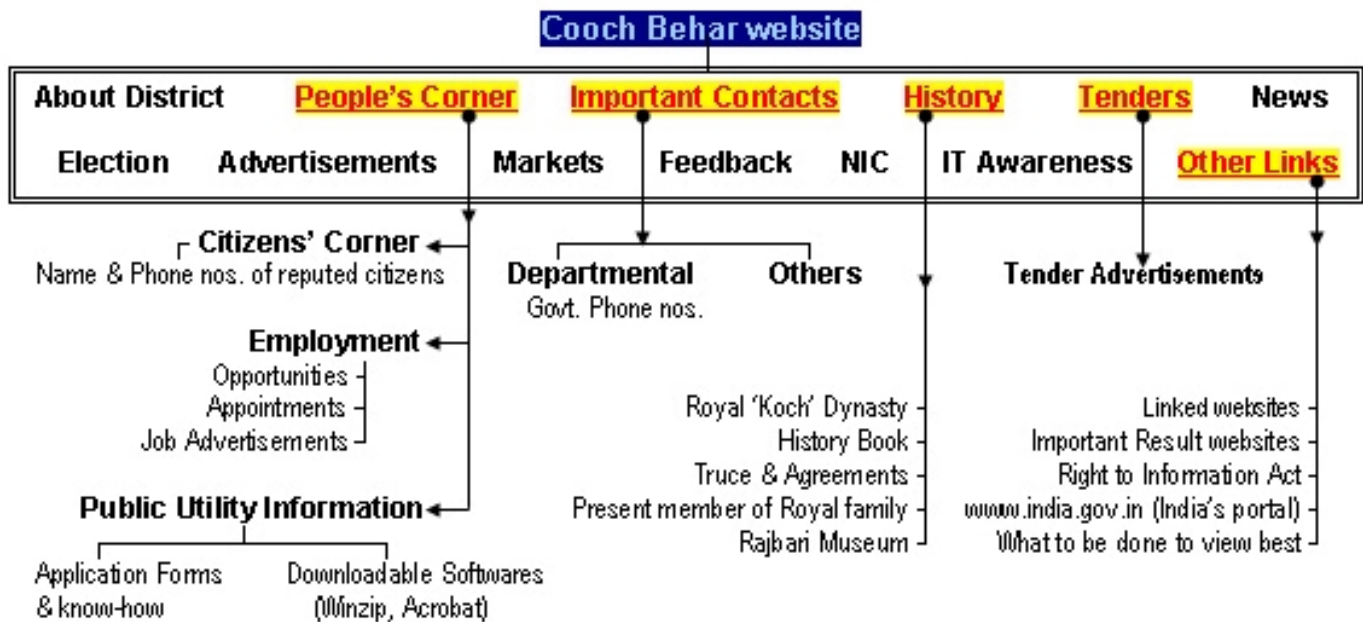 Cooch Behar website
About District People's Corner Important Contacts History Tenders News
Election Advertisements Markets Feedback NIC IT Awareness Other Links
Citizens' Corner
Name & Phone nos. of reputed citizens
Employment
Opportunities
Appointments
Job Advertisements
Public Utility Information
Application Forms
& know-how
Downloadable Softwares
(Winzip, Acrobat)
Departmental
Govt. Phone nos.
Others
Royal 'Koch' Dynasty
History Book
Truce & Agreements
Present member of Royal family
Rajbari Museum
Tender Advertisements
Linked websites
Important Result websites
Right to Information Act
www.india.gov.in (India's portal)
What to be done to view best